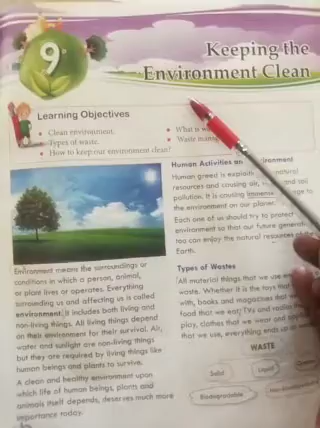 9
Keeping the
Environment Clean
Learning Objectives
• Clean environment.
• Types of waste.
• How to keep our environment clean?
• What is
• Waste
Environment means the surroundings or
conditions in which a person, animal,
or plant lives or operates. Everything
surrounding us and affecting us is called
environment. It includes both living and
non-living things. All living things depend
on their environment for their survival. Air,
water and sunlight are non-living things
but they are required by living things like
human beings and plants to survive.
A clean and healthy environment upon
which life of human beings, plants and
animals itself depends, deserves much more
importance today.
Human Activities
Human greed is natural
resources and causing air,
pollution. It is causing immense to
the environment on our planet.
Each one of us should try to protect
environment so that our future
too can enjoy the natural resources
Earth.
Types of Wastes
All material things that we use
waste. Whether it is the toys that
with, books and magazines that
food that we eat, TVs and
play, clothes that we wear and
that we use, everything ends up
WASTE
Solid
Liquid
Biodegradable